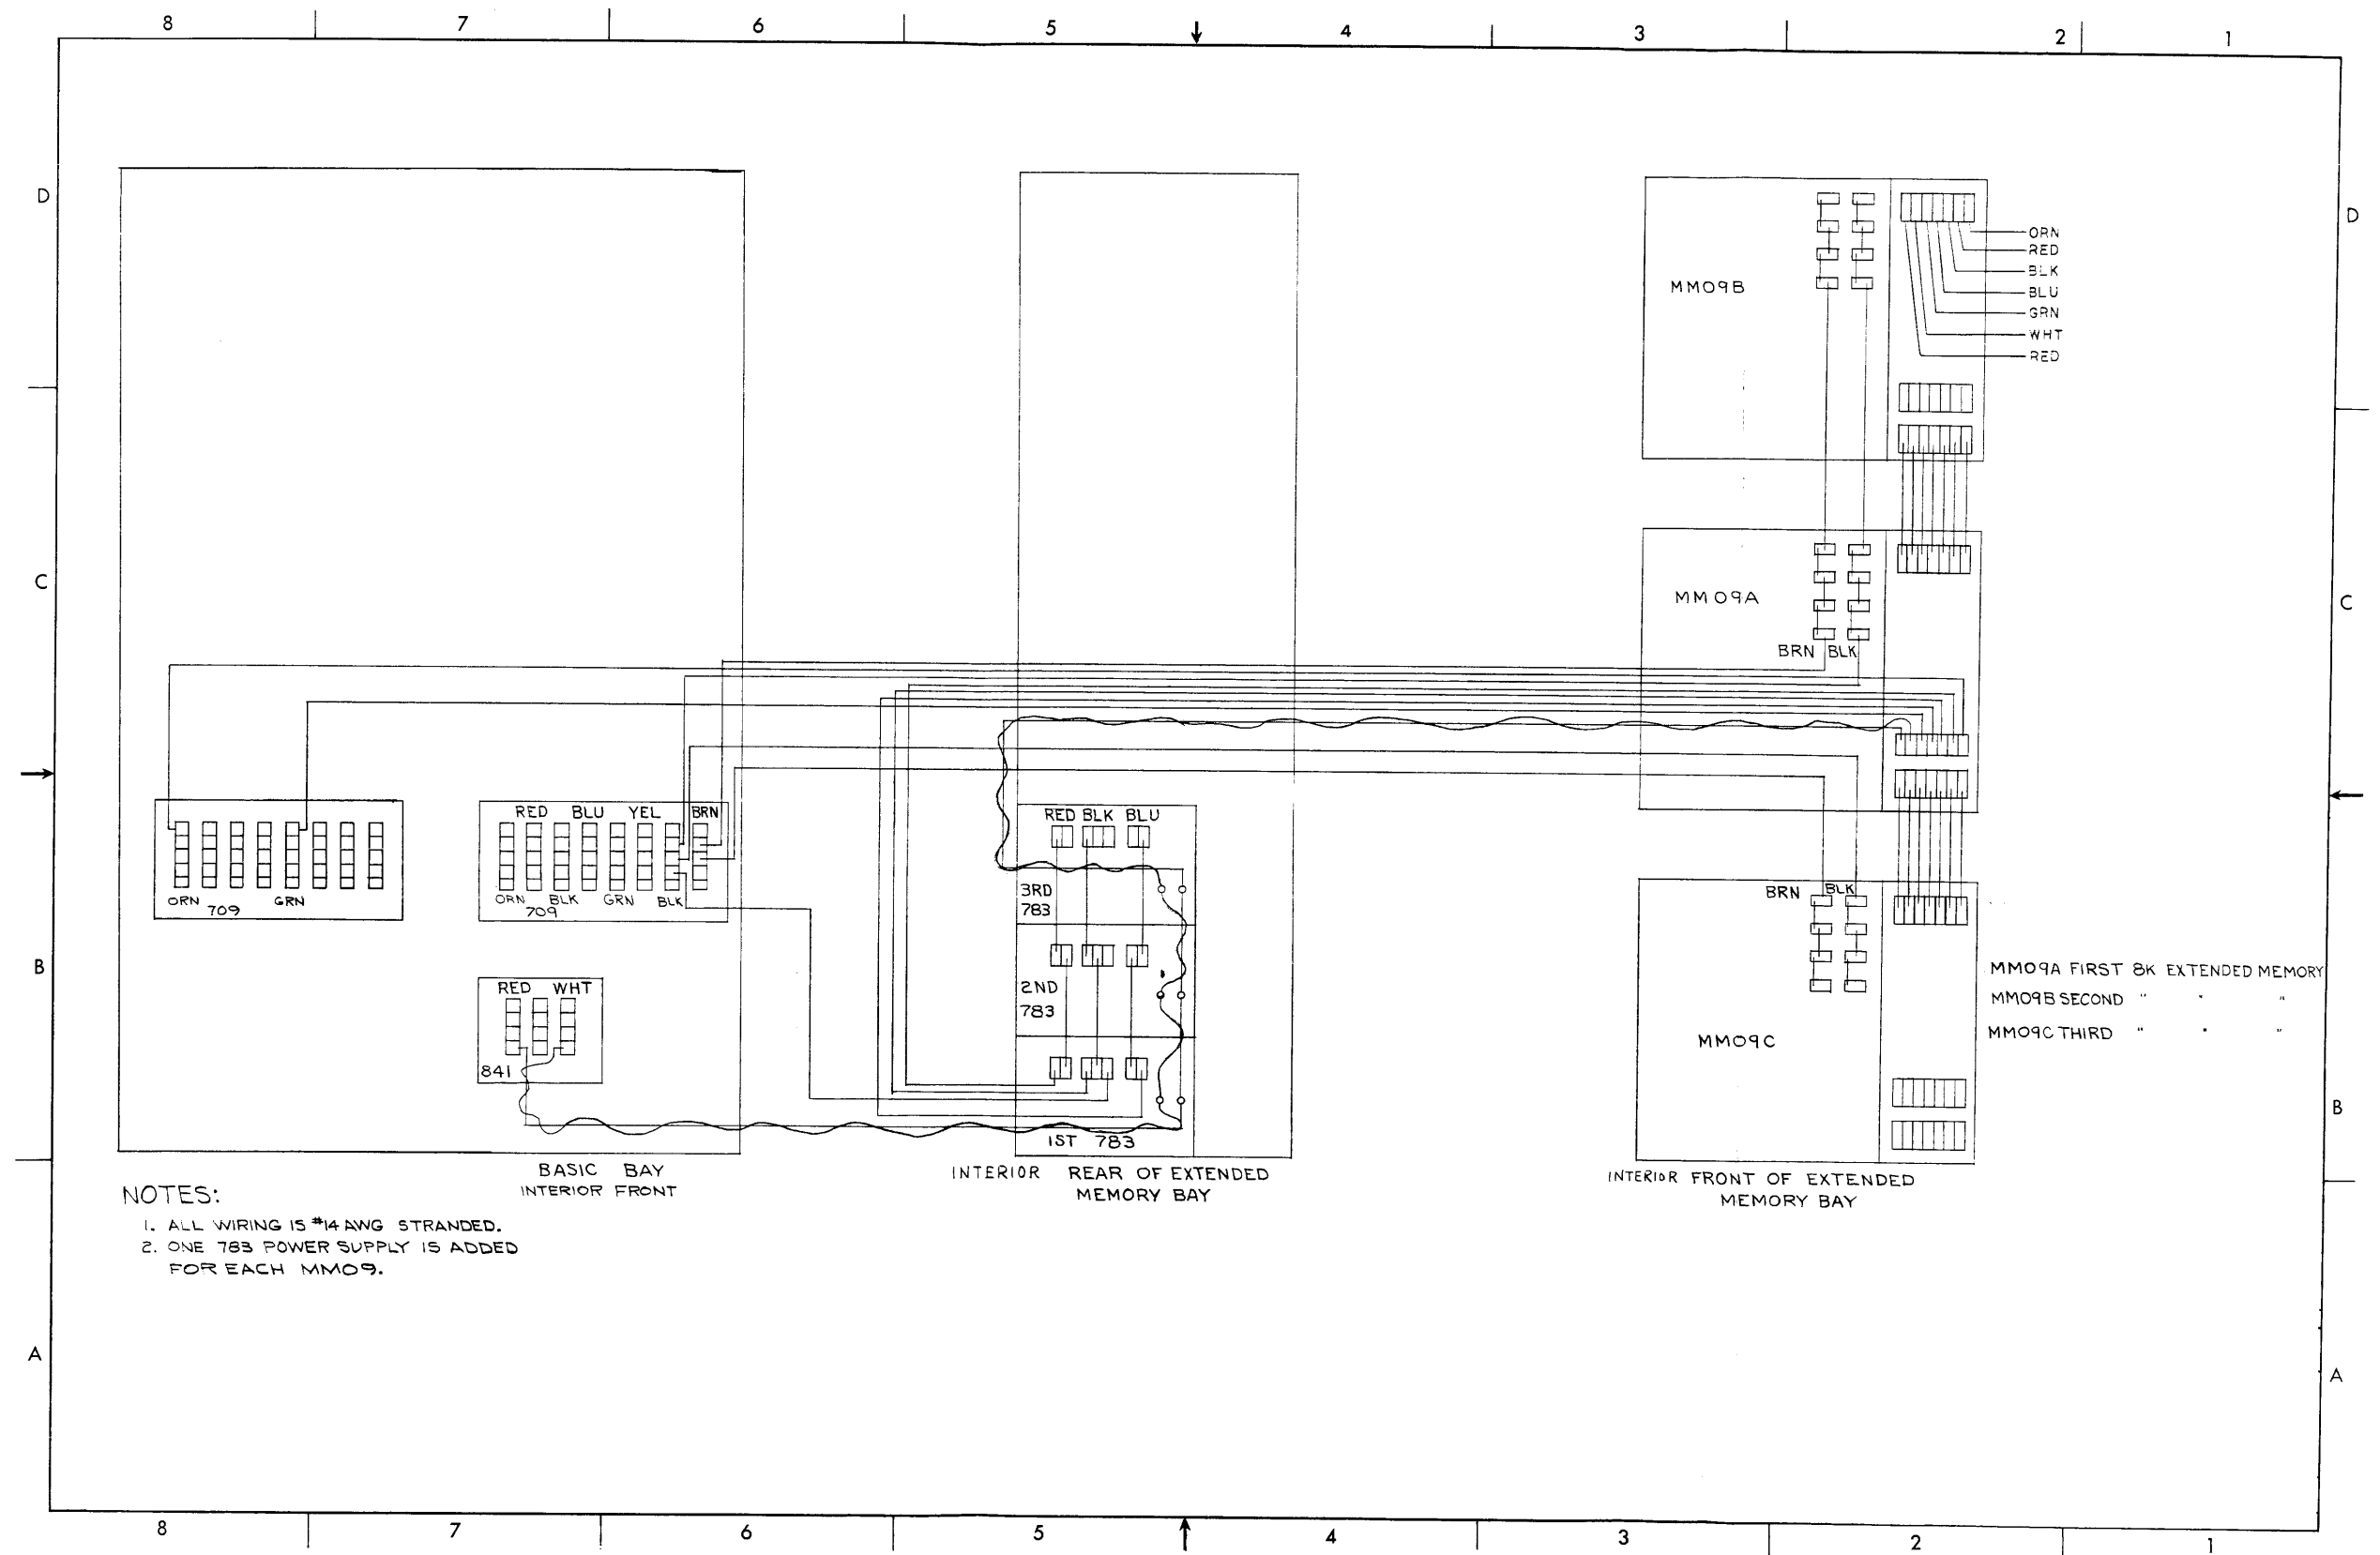 8 7 6 5 4 3 2 1
D
D
MM09B
ORN
RED
BLK
BLU
GRN
WHT
RED
C
C
MM09A
BRN BLK
RED BLU YEL BRN
ORN 709 GRN
ORN BLK GRN BLK
709
RED BLK BLU
3RD
783
2ND
783
1ST 783
RED WHT
841
BRN BLK
MM09C
B
B
MM09A FIRST 8K EXTENDED MEMORY
MM09B SECOND " " "
MM09C THIRD " " "
BASIC BAY
INTERIOR FRONT
INTERIOR REAR OF EXTENDED
MEMORY BAY
INTERIOR FRONT OF EXTENDED
MEMORY BAY
NOTES:
1. ALL WIRING IS #14 AWG STRANDED.
2. ONE 783 POWER SUPPLY IS ADDED
FOR EACH MM09.
A
A
8 7 6 5 4 3 2 1